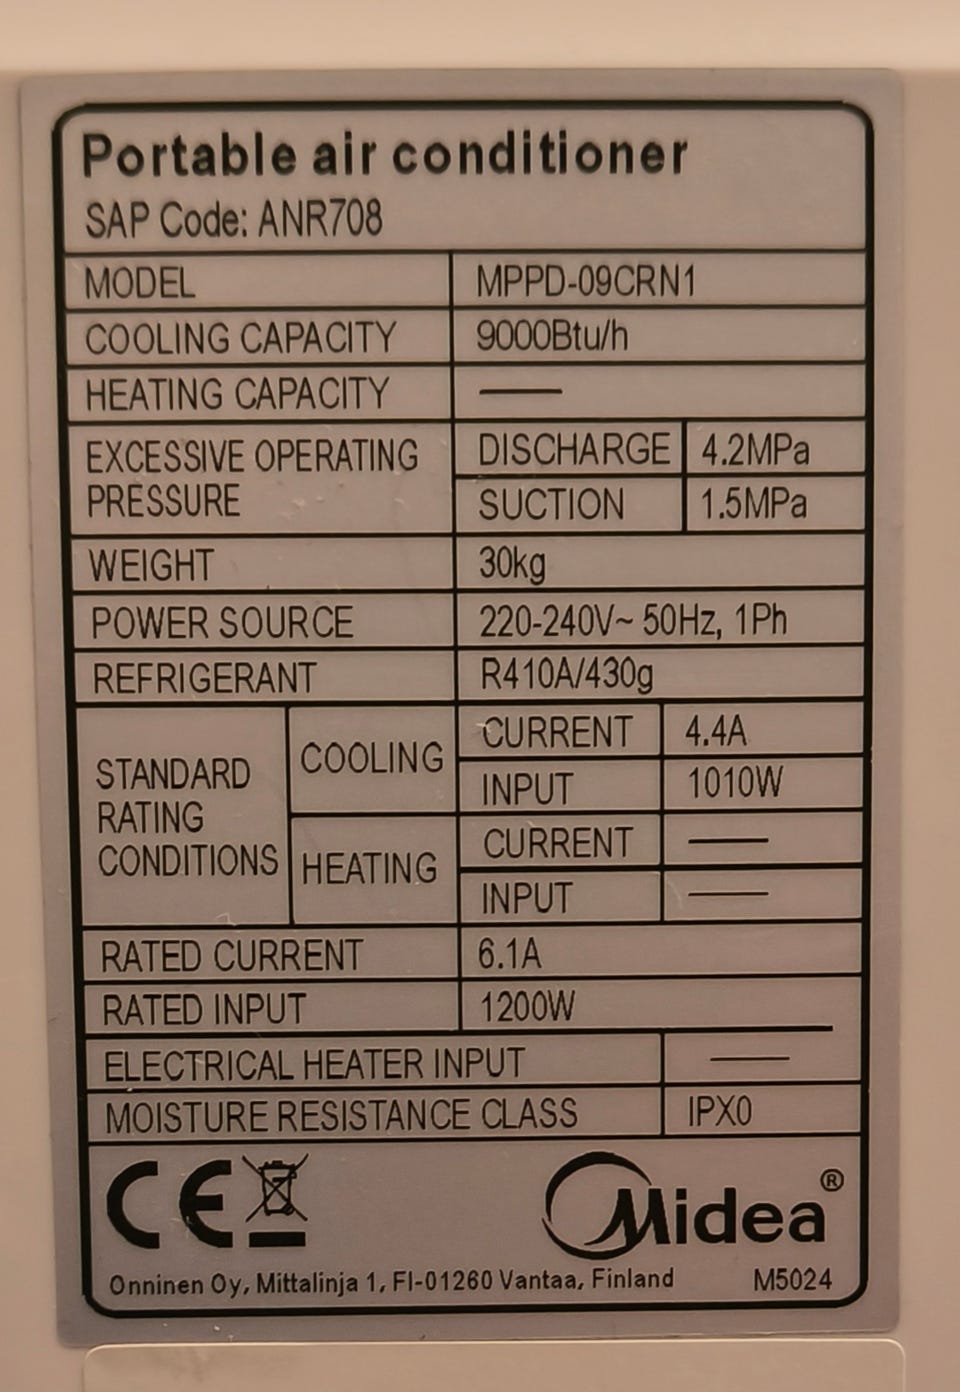 Portable air conditioner
SAP Code: ANR708
MODEL MPPD-09CRN1
COOLING CAPACITY 9000Btu/h
HEATING CAPACITY ——
EXCESSIVE OPERATING PRESSURE
DISCHARGE 4.2MPa
SUCTION 1.5MPa
WEIGHT 30kg
POWER SOURCE 220-240V~ 50Hz, 1Ph
REFRIGERANT R410A/430g
STANDARD
RATING
CONDITIONS
COOLING
CURRENT 4.4A
INPUT 1010W
HEATING
CURRENT ——
INPUT ——
RATED CURRENT 6.1A
RATED INPUT 1200W
ELECTRICAL HEATER INPUT ——
MOISTURE RESISTANCE CLASS IPX0
CE
Midea®
Onninen Oy, Mittalinja 1, FI-01260 Vantaa, Finland M5024